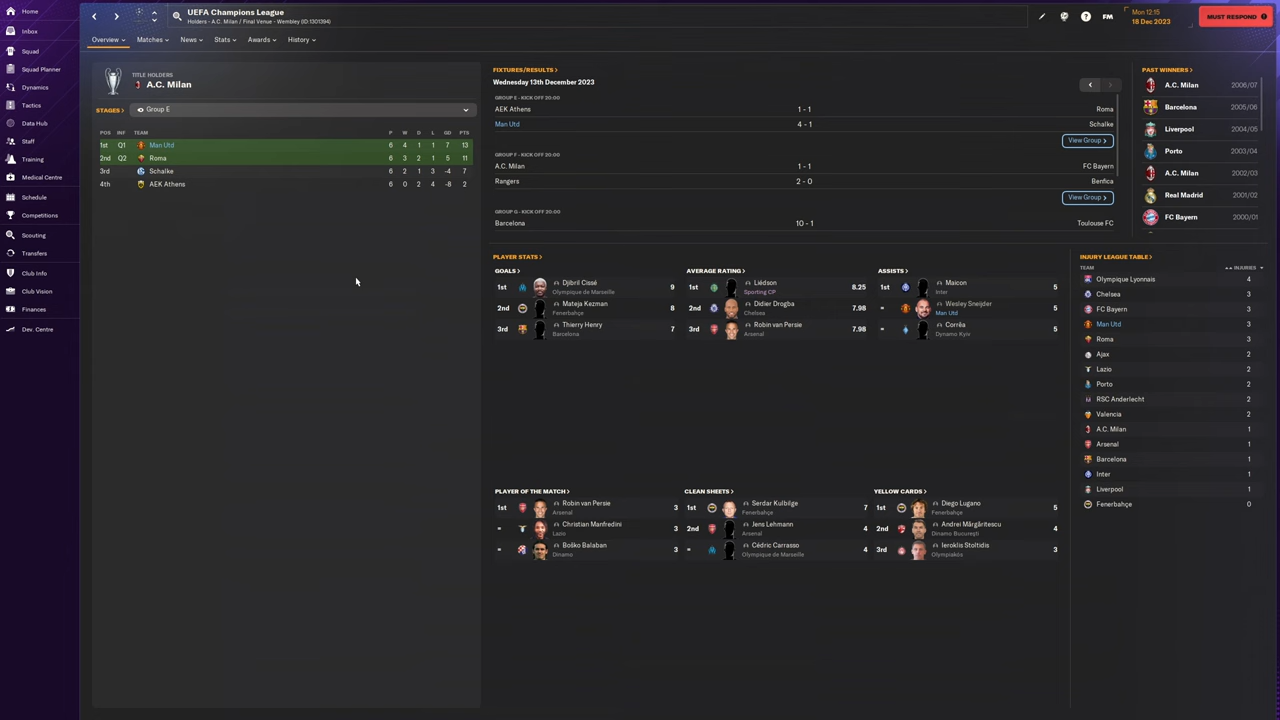 Home
Inbox
Squad
Squad Planner
Dynamics
Tactics
Data Hub
Staff
Training
Medical Centre
Schedule
Competitions
Scouting
Transfers
Club Info
Club Vision
Finances
Dev. Centre
UEFA Champions League
Holders - A.C. Milan / Final Venue - Wembley (ID:1301394)
FM
Mon 12:15
18 Dec 2023
MUST RESPOND
Overview Matches News Stats Awards History
TITLE HOLDERS
A.C. Milan
STAGES Group E
POS INF TEAM P W D L GD PTS
1st Q1 Man Utd 6 4 1 1 7 13
2nd Q2 Roma 6 3 2 1 5 11
3rd Schalke 6 2 1 3 -4 7
4th AEK Athens 6 0 2 4 -8 2
FIXTURES/RESULTS
Wednesday 13th December 2023
GROUP E - KICK OFF 20:00
AEK Athens 1 - 1 Roma
Man Utd 4 - 1 Schalke
View Group
GROUP F - KICK OFF 20:00
A.C. Milan 1 - 1 FC Bayern
Rangers 2 - 0 Benfica
View Group
GROUP G - KICK OFF 20:00
Barcelona 10 - 1 Toulouse FC
PAST WINNERS
A.C. Milan 2006/07
Barcelona 2005/06
Liverpool 2004/05
Porto 2003/04
A.C. Milan 2002/03
Real Madrid 2001/02
FC Bayern 2000/01
PLAYER STATS
GOALS
1st Djibril Cissé 9
Olympique de Marseille
2nd Mateja Kezman 8
Fenerbahçe
3rd Thierry Henry 7
Barcelona
AVERAGE RATING
1st Liédson 8.25
Sporting CP
2nd Didier Drogba 7.98
Chelsea
3rd Robin van Persie 7.98
Arsenal
ASSISTS
1st Maicon 5
Inter
= Wesley Sneijder 5
Man Utd
= Corrêa 5
Dynamo Kyiv
PLAYER OF THE MATCH
1st Robin van Persie 3
Arsenal
= Christian Manfredini 3
Lazio
= Boško Balaban 3
Dinamo
CLEAN SHEETS
1st Serdar Kulbilge 7
Fenerbahçe
2nd Jens Lehmann 4
Arsenal
= Cédric Carrasso 4
Olympique de Marseille
YELLOW CARDS
1st Diego Lugano 5
Fenerbahçe
2nd Andrei Mărgăritescu 4
Dinamo București
3rd Ieroklis Stoltidis 3
Olympiakós
INJURY LEAGUE TABLE
TEAM INJURIES
Olympique Lyonnais 4
Chelsea 3
FC Bayern 3
Man Utd 3
Roma 3
Ajax 2
Lazio 2
Porto 2
RSC Anderlecht 2
Valencia 2
A.C. Milan 1
Arsenal 1
Barcelona 1
Inter 1
Liverpool 1
Fenerbahçe 0